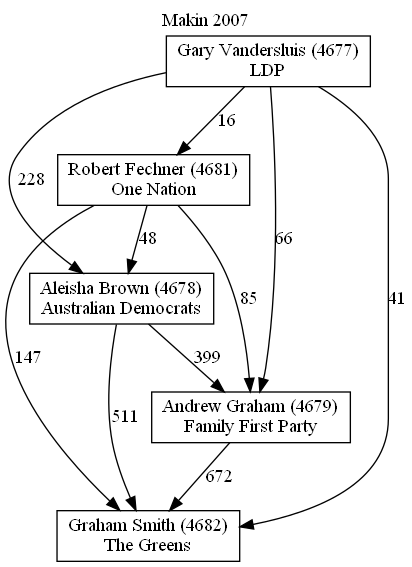 Makin 2007
Gary Vandersluis (4677)
LDP
16
Robert Fechner (4681)
One Nation
228
48
66
Aleisha Brown (4678)
Australian Democrats
85
41
147
399
Andrew Graham (4679)
Family First Party
511
672
Graham Smith (4682)
The Greens